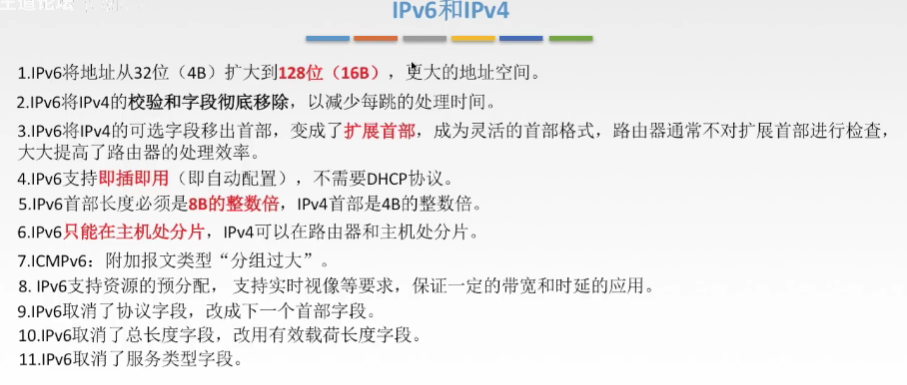 王道论坛
IPv6和IPv4
1.IPv6将地址从32位（4B）扩大到128位（16B），更大的地址空间。
2.IPv6将IPv4的校验和字段彻底移除，以减少每跳的处理时间。
3.IPv6将IPv4的可选字段移出首部，变成了扩展首部，成为灵活的首部格式，路由器通常不对扩展首部进行检查，
大大提高了路由器的处理效率。
4.IPv6支持即插即用（即自动配置），不需要DHCP协议。
5.IPv6首部长度必须是8B的整数倍，IPv4首部是4B的整数倍。
6.IPv6只能在主机处分片，IPv4可以在路由器和主机处分片。
7.ICMPv6：附加报文类型“分组过大”。
8. IPv6支持资源的预分配， 支持实时视像等要求，保证一定的带宽和时延的应用。
9.IPv6取消了协议字段，改成下一个首部字段。
10.IPv6取消了总长度字段，改用有效载荷长度字段。
11.IPv6取消了服务类型字段。